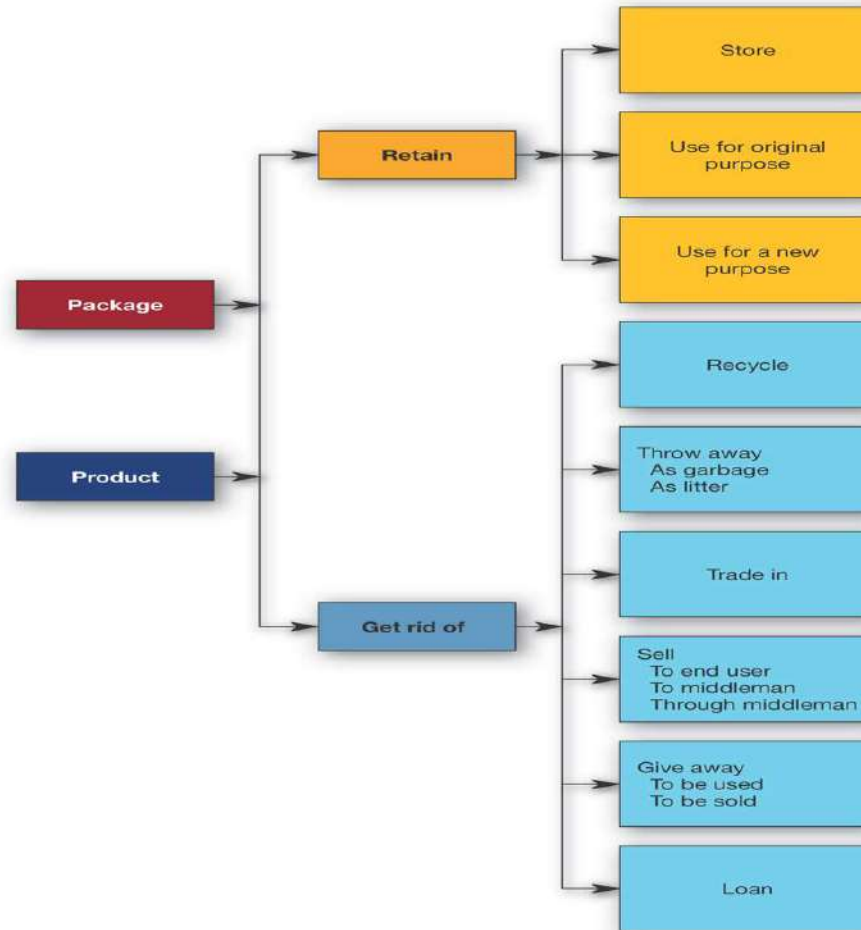 Package
Product
Retain
Get rid of
Store
Use for original
purpose
Use for a new
purpose
Recycle
Throw away
As garbage
As litter
Trade in
Sell
To end user
To middleman
Through middleman
Give away
To be used
To be sold
Loan